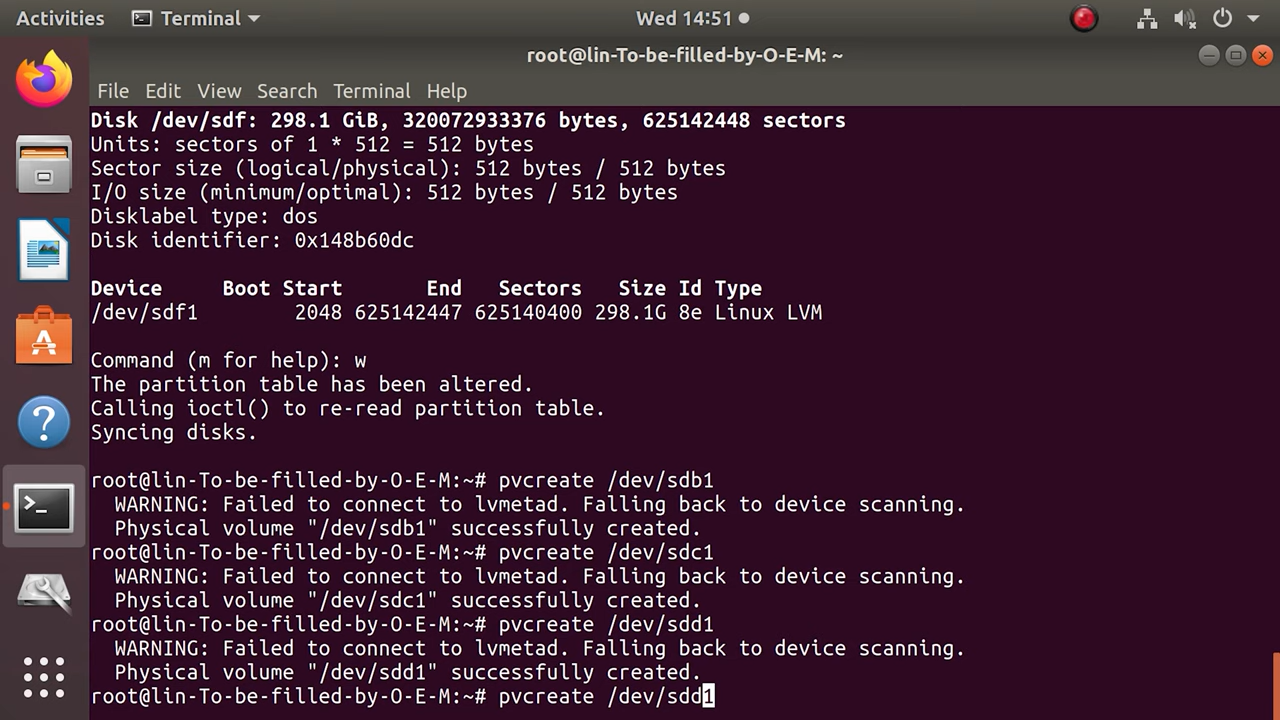 Activities Terminal Wed 14:51
root@lin-To-be-filled-by-O-E-M: ~
File Edit View Search Terminal Help
Disk /dev/sdf: 298.1 GiB, 320072933376 bytes, 625142448 sectors
Units: sectors of 1 * 512 = 512 bytes
Sector size (logical/physical): 512 bytes / 512 bytes
I/O size (minimum/optimal): 512 bytes / 512 bytes
Disklabel type: dos
Disk identifier: 0x148b60dc
Device Boot Start End Sectors Size Id Type
/dev/sdf1 2048 625142447 625140400 298.1G 8e Linux LVM
Command (m for help): w
The partition table has been altered.
Calling ioctl() to re-read partition table.
Syncing disks.
root@lin-To-be-filled-by-O-E-M:~# pvcreate /dev/sdb1
WARNING: Failed to connect to lvmetad. Falling back to device scanning.
Physical volume "/dev/sdb1" successfully created.
root@lin-To-be-filled-by-O-E-M:~# pvcreate /dev/sdc1
WARNING: Failed to connect to lvmetad. Falling back to device scanning.
Physical volume "/dev/sdc1" successfully created.
root@lin-To-be-filled-by-O-E-M:~# pvcreate /dev/sdd1
WARNING: Failed to connect to lvmetad. Falling back to device scanning.
Physical volume "/dev/sdd1" successfully created.
root@lin-To-be-filled-by-O-E-M:~# pvcreate /dev/sdd1